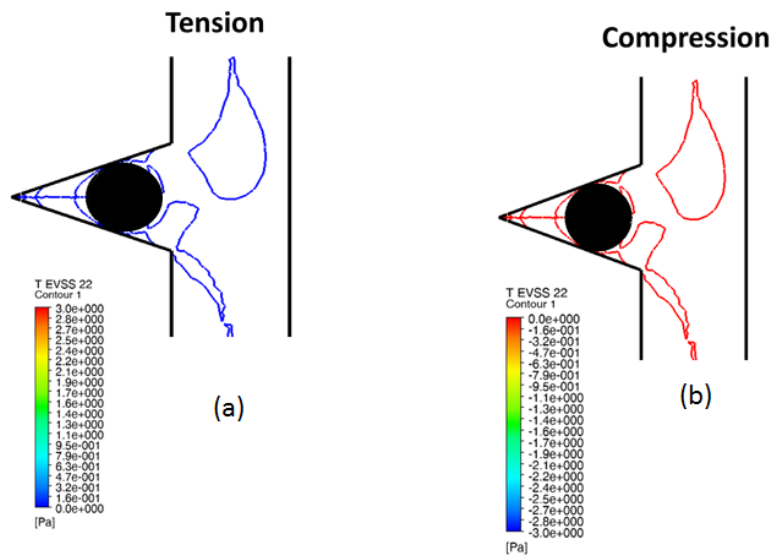 Tension
T EVSS 22
Contour 1
3.0e+000
2.8e+000
2.7e+000
2.5e+000
2.4e+000
2.2e+000
2.1e+000
1.9e+000
1.7e+000
1.6e+000
1.4e+000
1.3e+000
1.1e+000
9.5e-001
7.9e-001
6.3e-001
4.7e-001
3.2e-001
1.6e-001
0.0e+000
[Pa]
(a)
Compression
T EVSS 22
Contour 1
0.0e+000
-1.6e-001
-3.2e-001
-4.7e-001
-6.3e-001
-7.9e-001
-9.5e-001
-1.1e+000
-1.3e+000
-1.4e+000
-1.6e+000
-1.7e+000
-1.9e+000
-2.1e+000
-2.2e+000
-2.4e+000
-2.5e+000
-2.7e+000
-2.8e+000
-3.0e+000
[Pa]
(b)